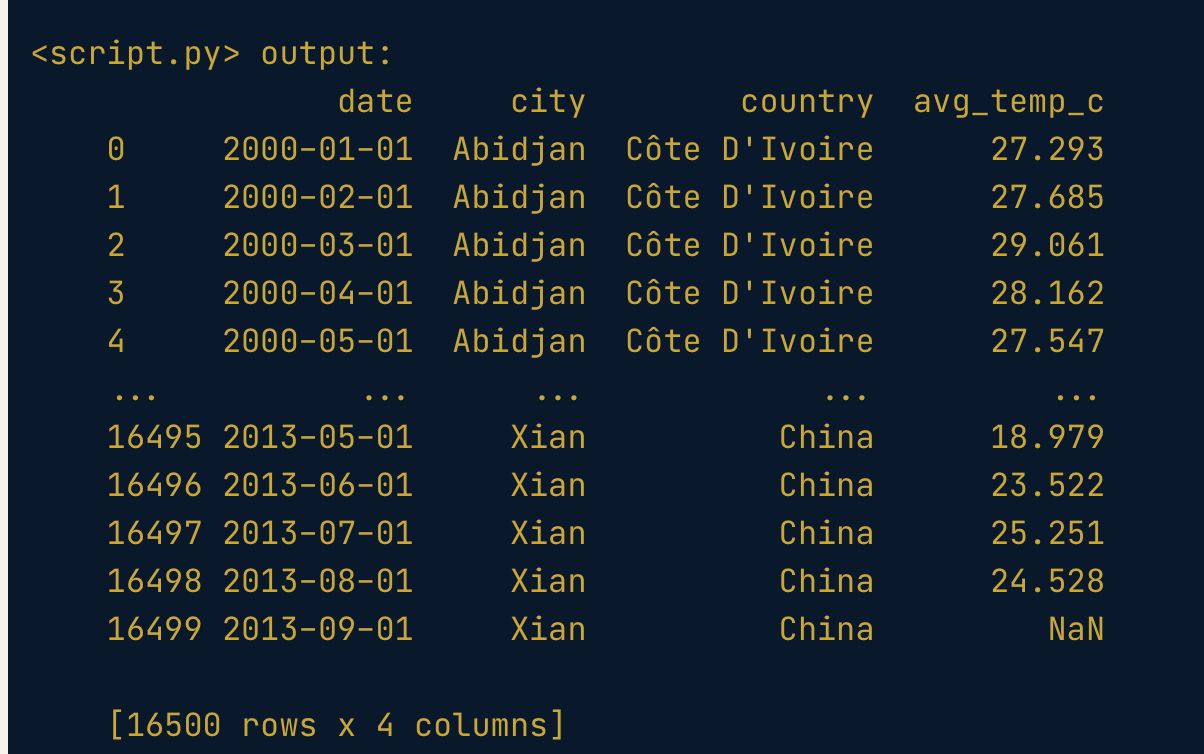 <script.py> output:
date city country avg_temp_c
0 2000-01-01 Abidjan Côte D'Ivoire 27.293
1 2000-02-01 Abidjan Côte D'Ivoire 27.685
2 2000-03-01 Abidjan Côte D'Ivoire 29.061
3 2000-04-01 Abidjan Côte D'Ivoire 28.162
4 2000-05-01 Abidjan Côte D'Ivoire 27.547
... ... ... ... ...
16495 2013-05-01 Xian China 18.979
16496 2013-06-01 Xian China 23.522
16497 2013-07-01 Xian China 25.251
16498 2013-08-01 Xian China 24.528
16499 2013-09-01 Xian China NaN
[16500 rows x 4 columns]